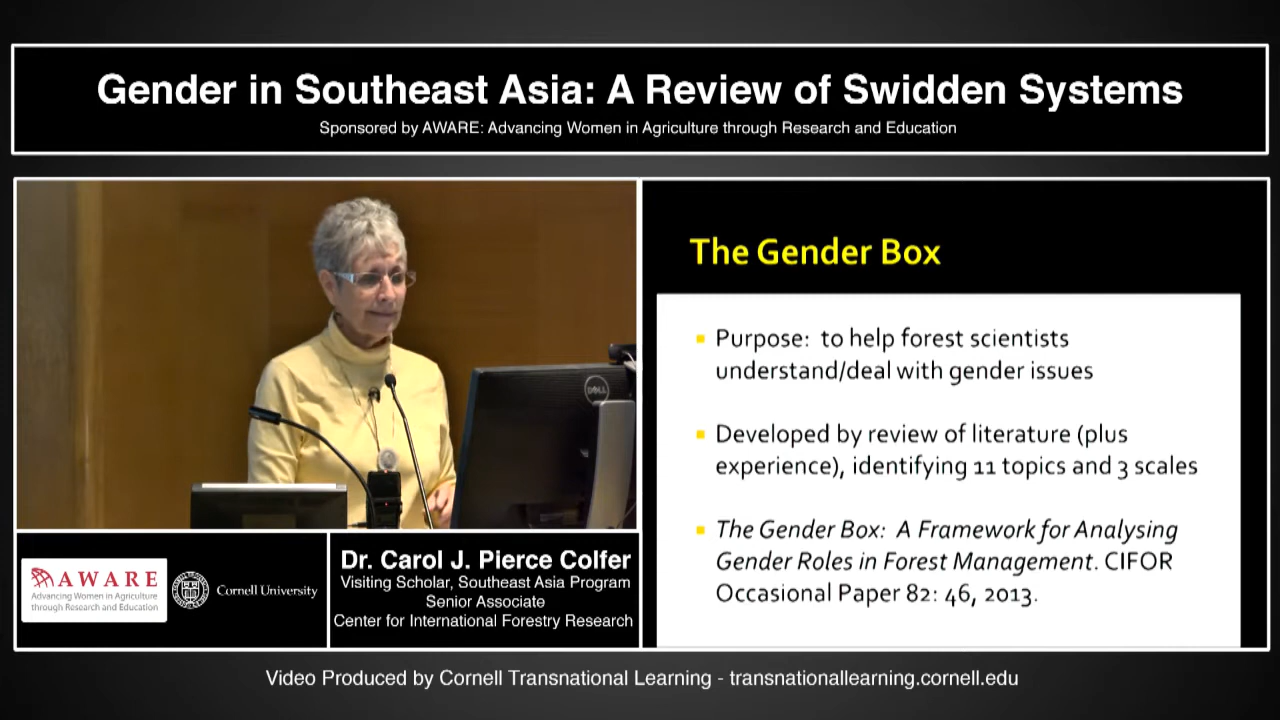 Gender in Southeast Asia: A Review of Swidden Systems
Sponsored by AWARE: Advancing Women in Agriculture through Research and Education
The Gender Box
Purpose: to help forest scientists
understand/deal with gender issues
Developed by review of literature (plus
experience), identifying 11 topics and 3 scales
The Gender Box: A Framework for Analysing
Gender Roles in Forest Management. CIFOR
Occasional Paper 82: 46, 2013.
DELL
AWARE
Advancing Women in Agriculture
through Research and Education
Cornell University
Dr. Carol J. Pierce Colfer
Visiting Scholar, Southeast Asia Program
Senior Associate
Center for International Forestry Research
Video Produced by Cornell Transnational Learning - transnationallearning.cornell.edu